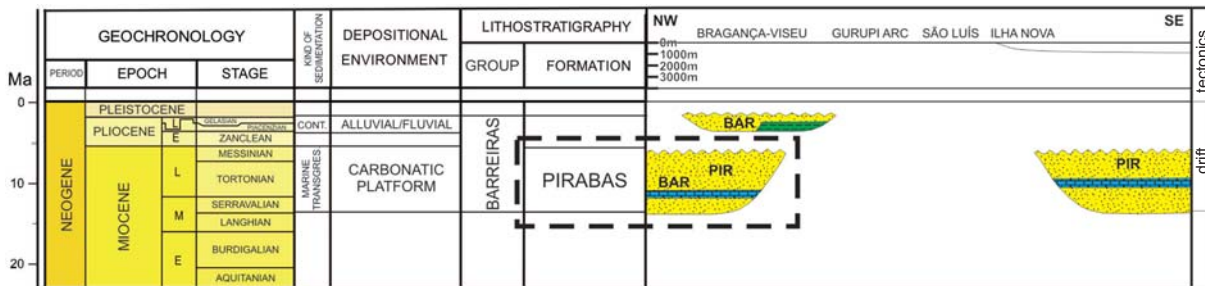 GEOCHRONOLOGY
KIND OF
SEDIMENTATION
DEPOSITIONAL
ENVIRONMENT
LITHOSTRATIGRAPHY
NW
SE
BRAGANÇA-VISEU GURUPI ARC SÃO LUÍS ILHA NOVA
0m
1000m
2000m
3000m
tectonics
Ma
PERIOD
EPOCH
STAGE
GROUP
FORMATION
0
PLEISTOCENE
GELASIAN
PIACENZIAN
PLIOCENE
L
E
ZANCLEAN
CONT.
ALLUVIAL/FLUVIAL
BAR
MESSINIAN
L
TORTONIAN
MARINE
TRANSGRES.
CARBONATIC
PLATFORM
BARREIRAS
PIRABAS
PIR
BAR
PIR
drift
10
NEOGENE
MIOCENE
SERRAVALIAN
M
LANGHIAN
BURDIGALIAN
E
20
AQUITANIAN